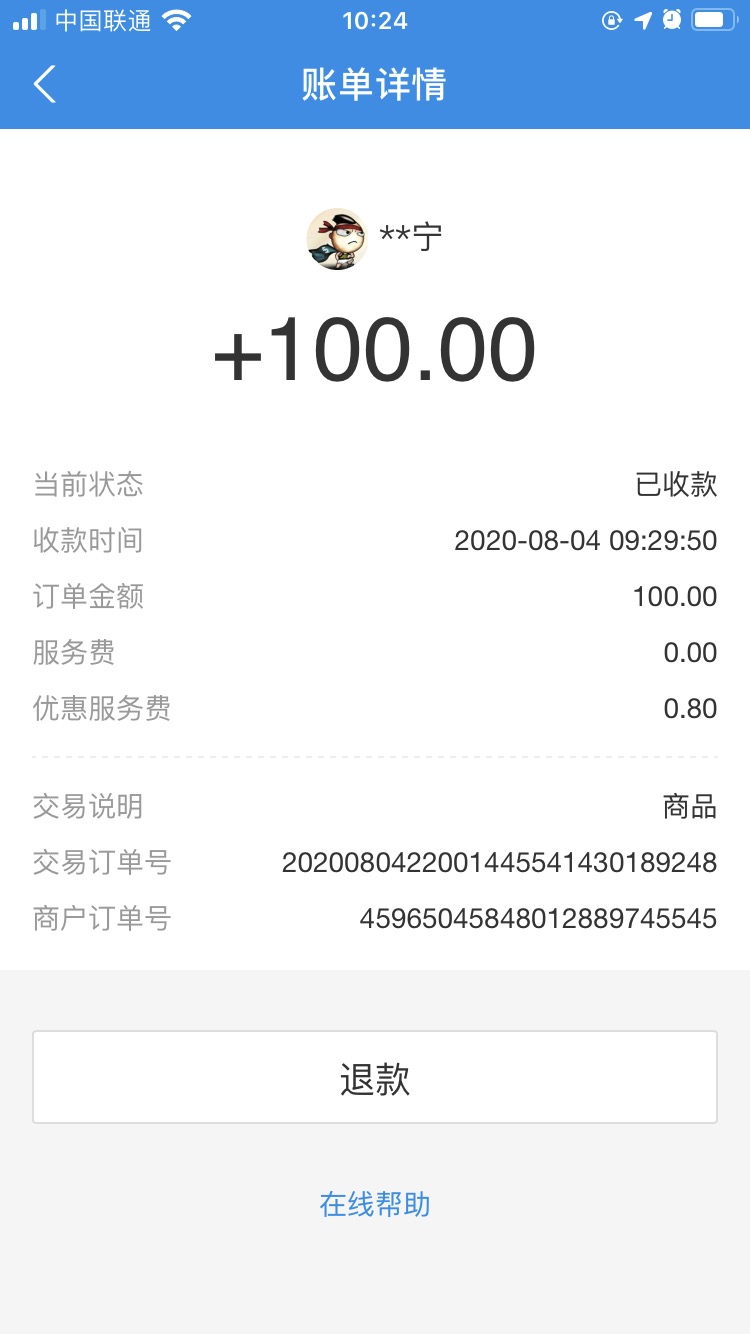 中国联通 10:24
账单详情
**宁
+100.00
当前状态 已收款
收款时间 2020-08-04 09:29:50
订单金额 100.00
服务费 0.00
优惠服务费 0.80
交易说明 商品
交易订单号 2020080422001445541430189248
商户订单号 45965045848012889745545
退款
在线帮助